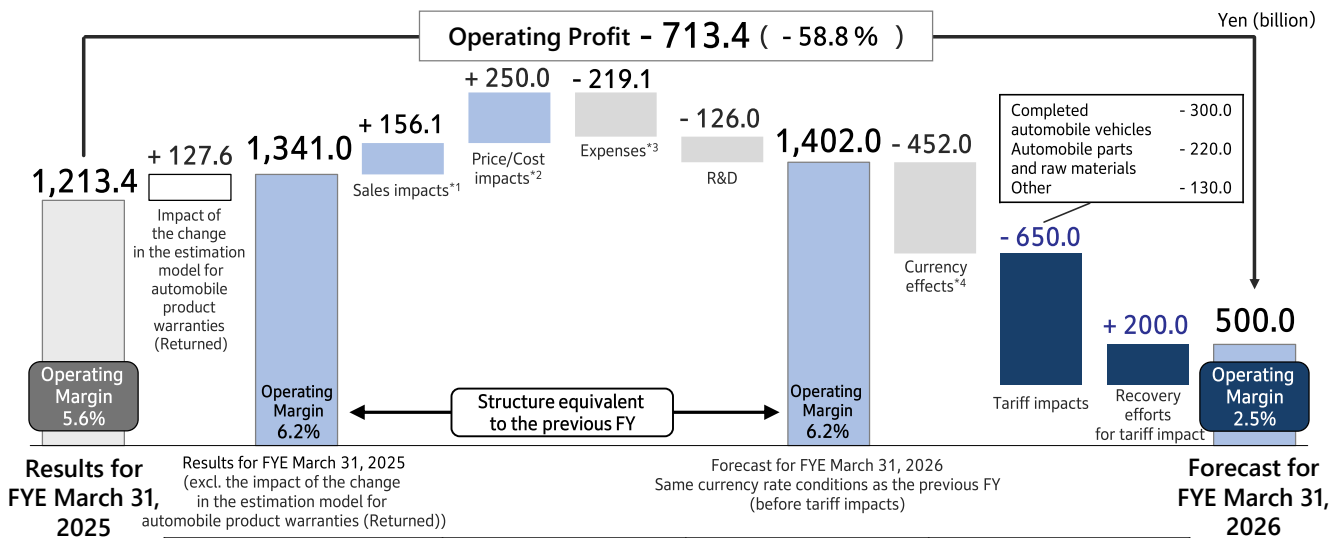 Yen (billion)
Operating Profit - 713.4 ( - 58.8 % )
1,213.4
Operating
Margin
5.6%
+ 127.6
Impact of
the change
in the estimation
model for
automobile
product
warranties
(Returned)
1,341.0
Operating
Margin
6.2%
+ 156.1
Sales impacts*1
+ 250.0
Price/Cost
impacts*2
- 219.1
Expenses*3
- 126.0
R&D
1,402.0
Operating
Margin
6.2%
Structure equivalent
to the previous FY
- 452.0
Currency
effects*4
Completed - 300.0
automobile vehicles
Automobile parts - 220.0
and raw materials
Other - 130.0
- 650.0
Tariff impacts
+ 200.0
Recovery
efforts
for tariff impact
500.0
Operating
Margin
2.5%
Results for
FYE March 31,
2025
Results for FYE March 31, 2025
(excl. the impact of the change
in the estimation model for
automobile product warranties (Returned))
Forecast for FYE March 31, 2026
Same currency rate conditions as the previous FY
(before tariff impacts)
Forecast for
FYE March 31,
2026